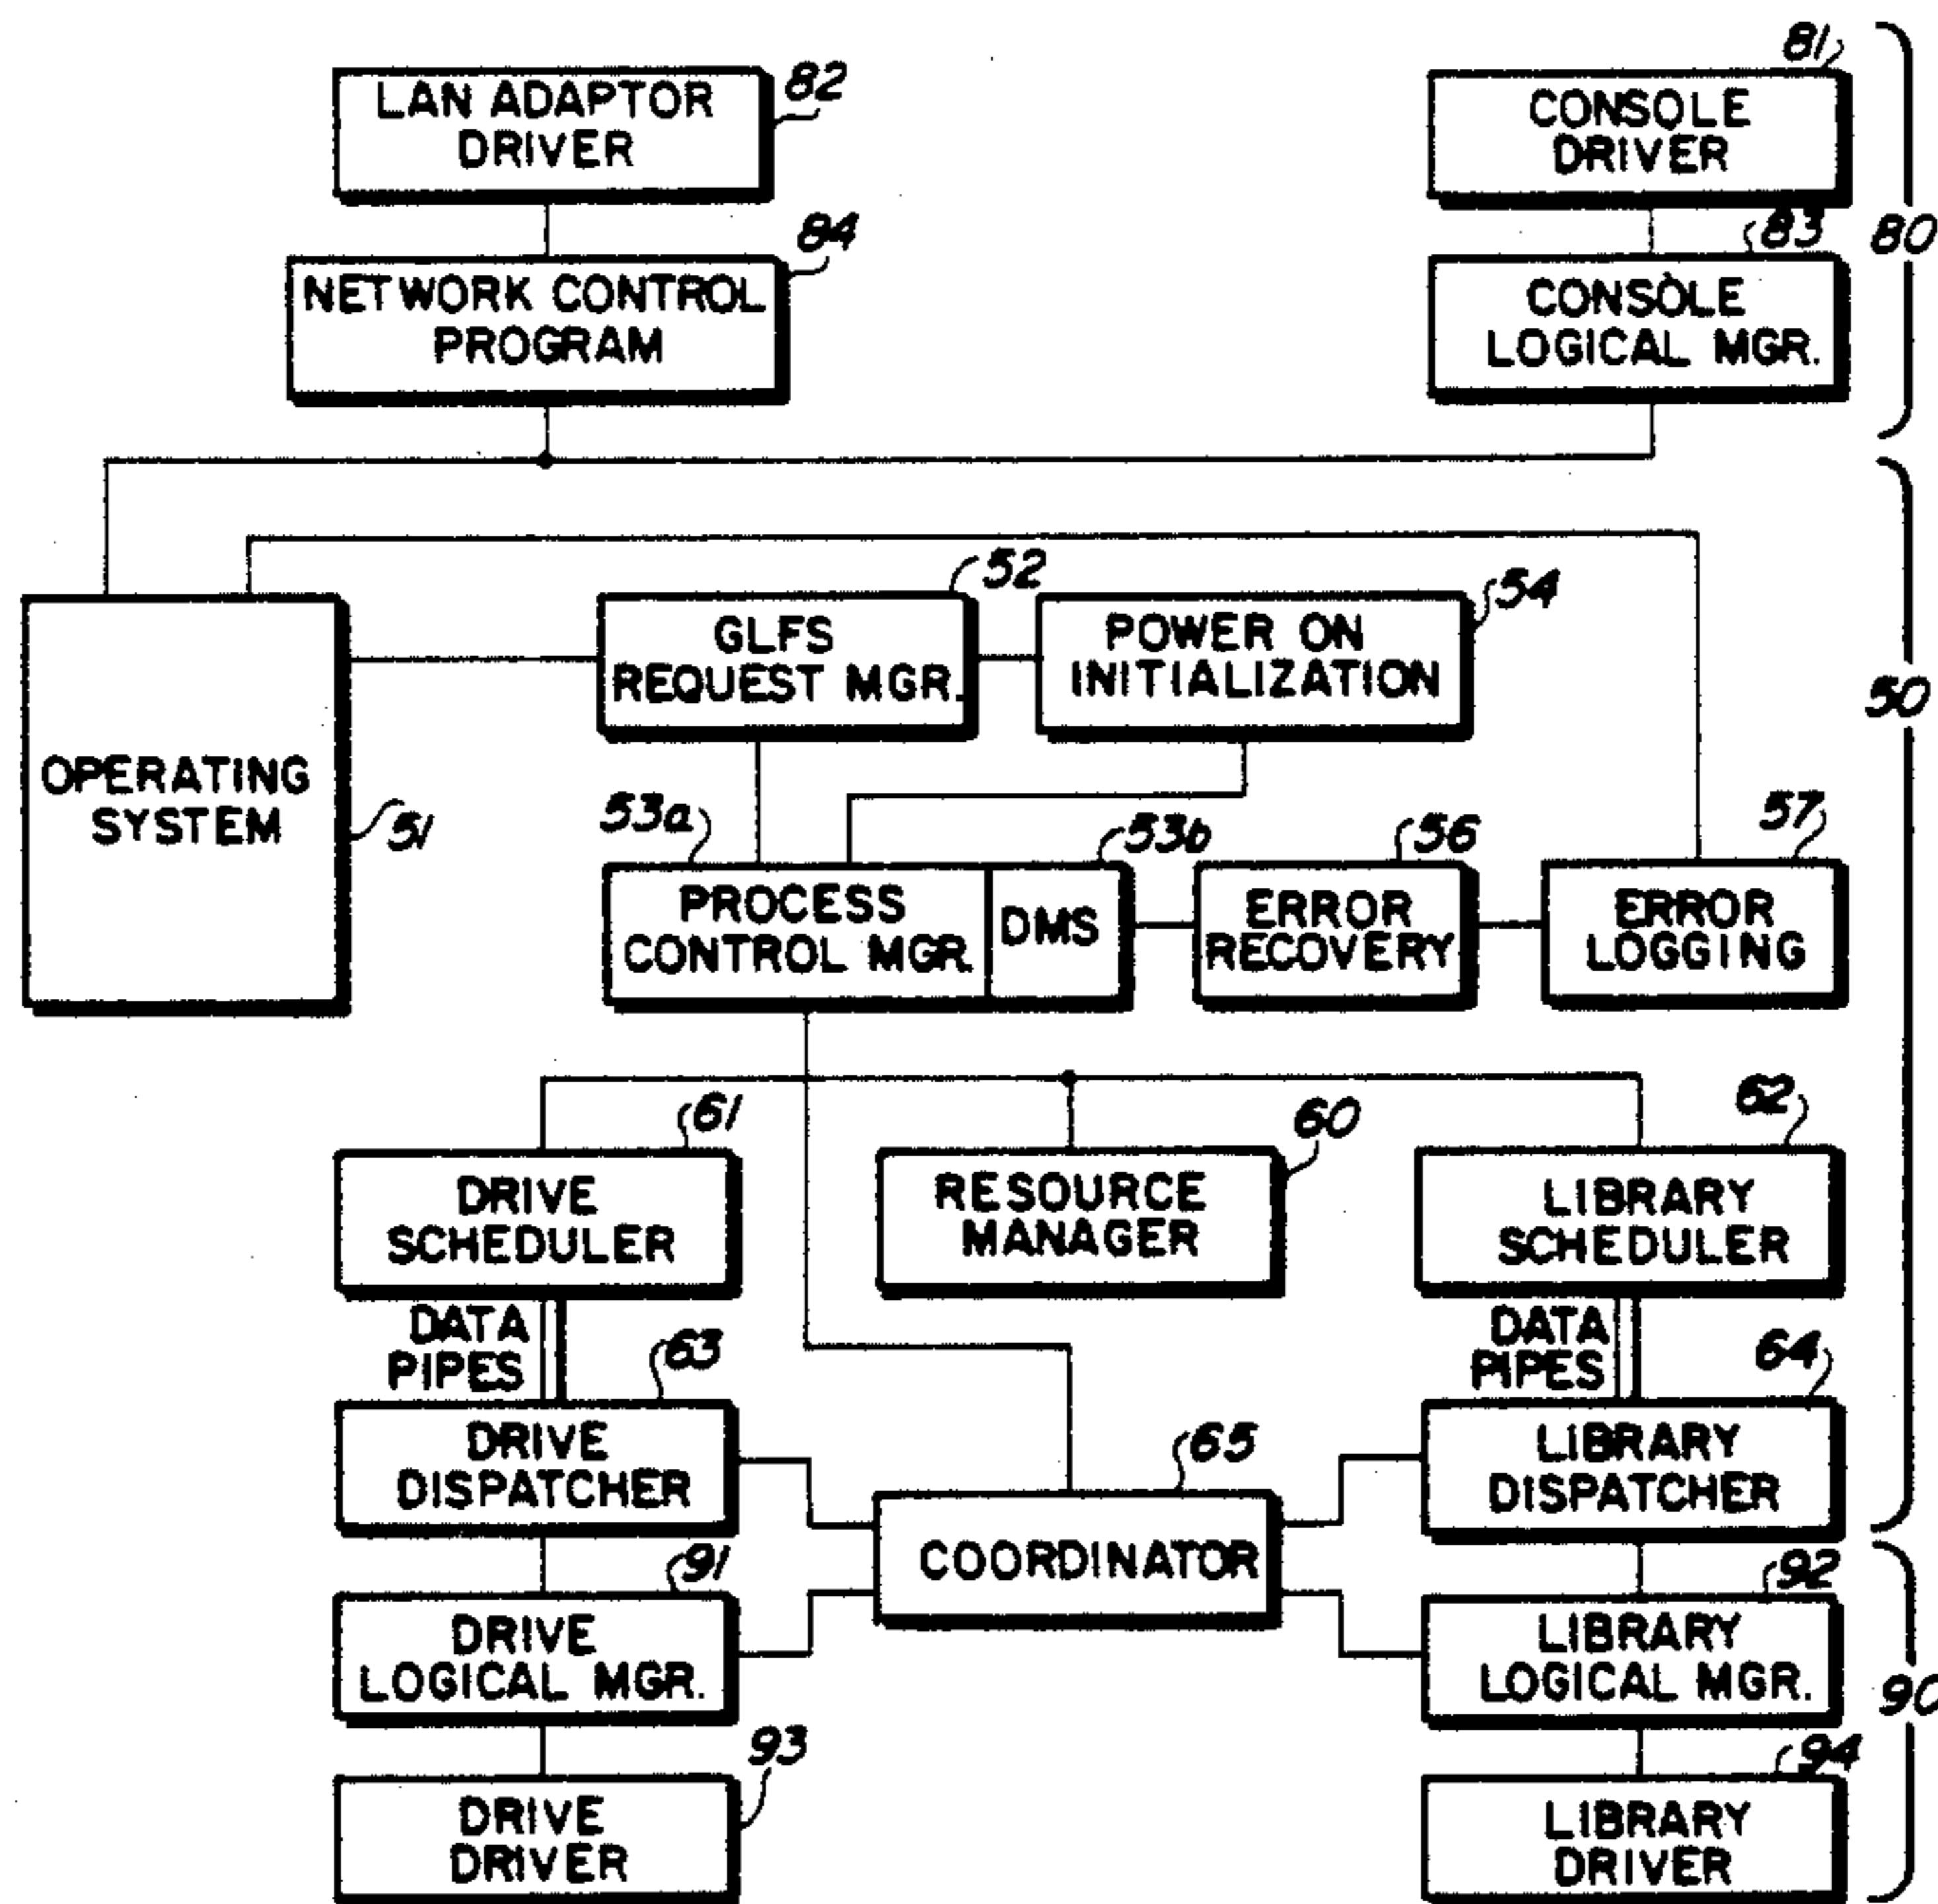 LAN ADAPTOR
DRIVER
82
81
CONSOLE
DRIVER
84
83
80
NETWORK CONTROL
PROGRAM
CONSOLE
LOGICAL MGR.
52
54
GLFS
REQUEST MGR.
POWER ON
INITIALIZATION
50
OPERATING
SYSTEM
51
53a
53b
56
57
PROCESS
CONTROL MGR.
DMS
ERROR
RECOVERY
ERROR
LOGGING
61
60
62
DRIVE
SCHEDULER
RESOURCE
MANAGER
LIBRARY
SCHEDULER
DATA
PIPES
63
DATA
PIPES
64
DRIVE
DISPATCHER
65
LIBRARY
DISPATCHER
COORDINATOR
91
92
DRIVE
LOGICAL MGR.
LIBRARY
LOGICAL MGR.
90
93
94
DRIVE
DRIVER
LIBRARY
DRIVER